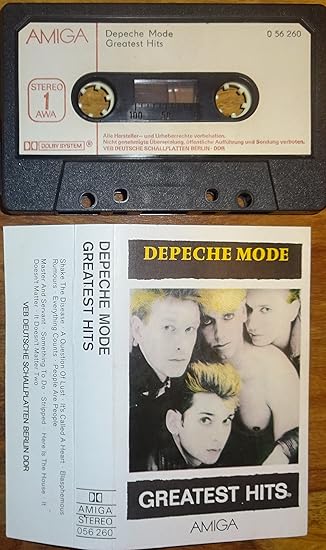 AMIGA
Depeche Mode
Greatest Hits
0 56 260
STEREO
1
AWA
DOLBY SYSTEM ®
100 50
Alle Hersteller- und Urheberrechte vorbehalten.
Nicht genehmigte Überspielung, öffentliche Aufführung und Sendung verboten.
VEB DEUTSCHE SCHALLPLATTEN BERLIN · DDR
DEPECHE MODE
GREATEST HITS
Shake The Disease · A Question Of Lust · It's Called A Heart · Blasphemous
Rumours · Everything Counts · People Are People
Master And Servant · Something To Do · Stripped · Here Is The House · It
Doesn't Matter · It Doesn't Matter Two
VEB DEUTSCHE SCHALLPLATTEN BERLIN DDR
AMIGA
STEREO
056 260
DEPECHE MODE
GREATEST HITS
AMIGA